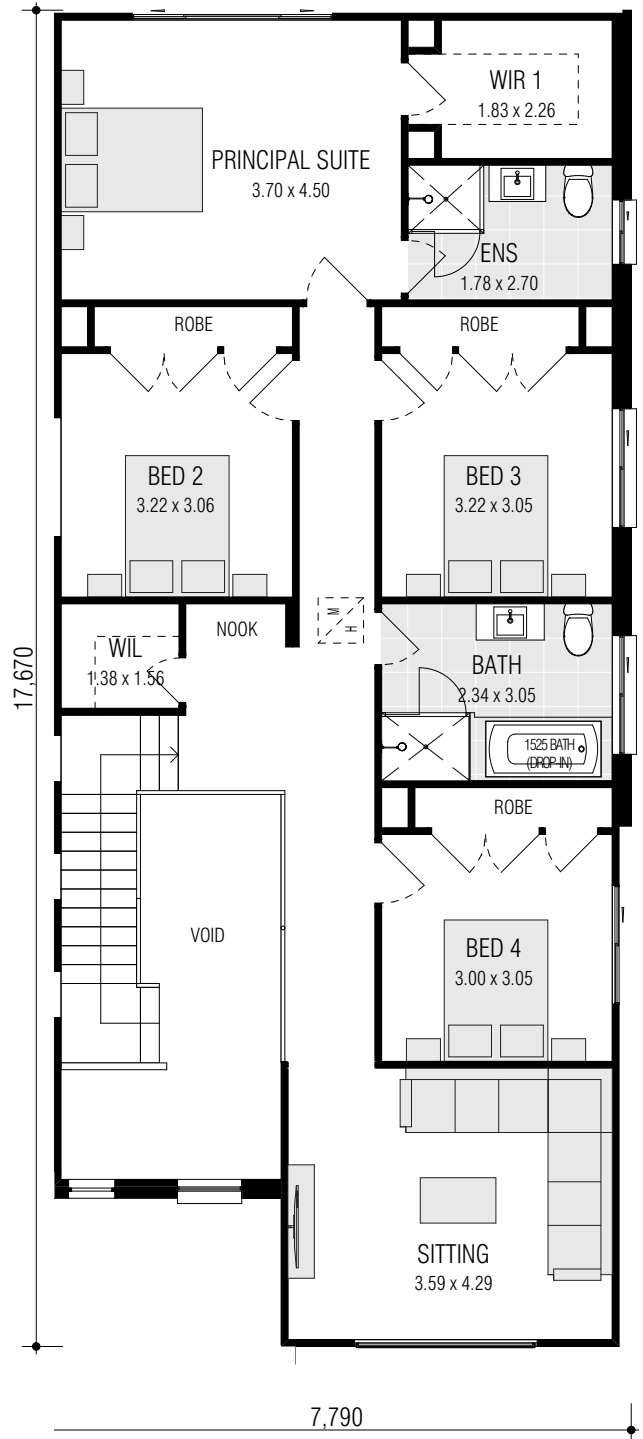 WIR 1
1.83 x 2.26
PRINCIPAL SUITE
3.70 x 4.50
ENS
1.78 x 2.70
ROBE
ROBE
BED 2
3.22 x 3.06
BED 3
3.22 x 3.05
M
H
NOOK
WIL
1.38 x 1.56
BATH
2.34 x 3.05
17,670
1525 BATH
(DROP-IN)
ROBE
VOID
BED 4
3.00 x 3.05
SITTING
3.59 x 4.29
7,790